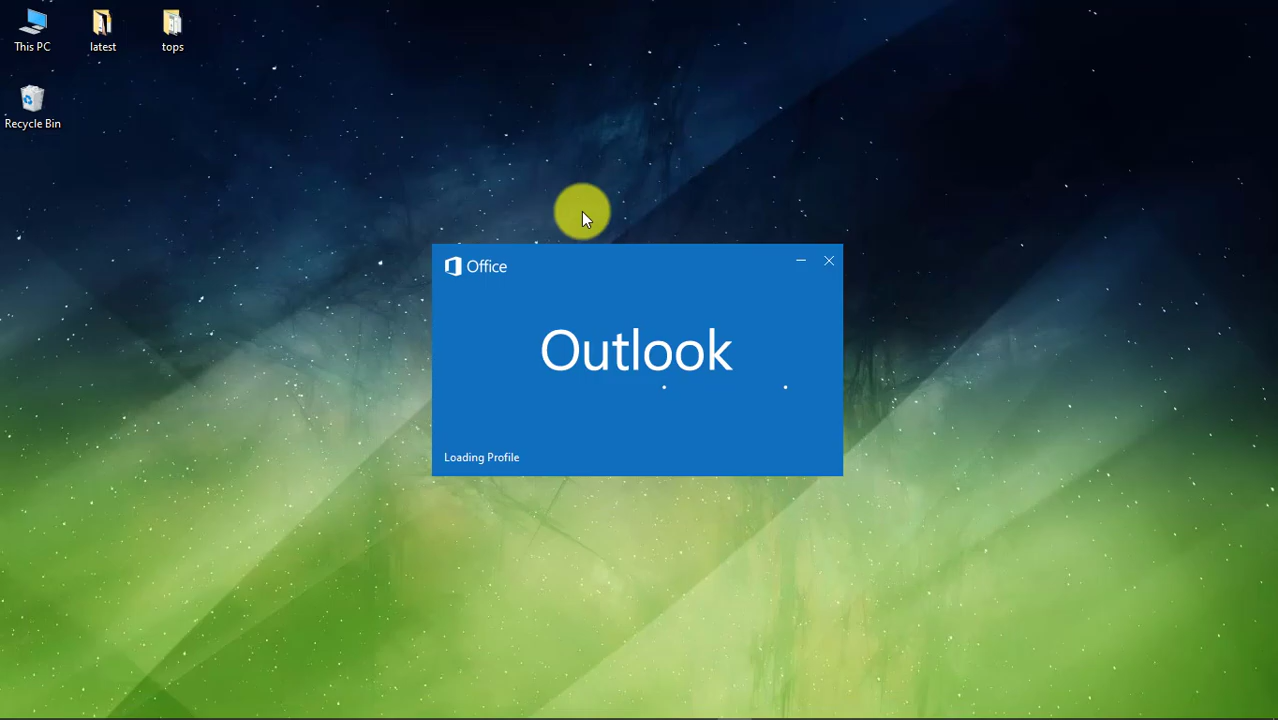 This PC
latest
tops
Recycle Bin
Office
Outlook
Loading Profile